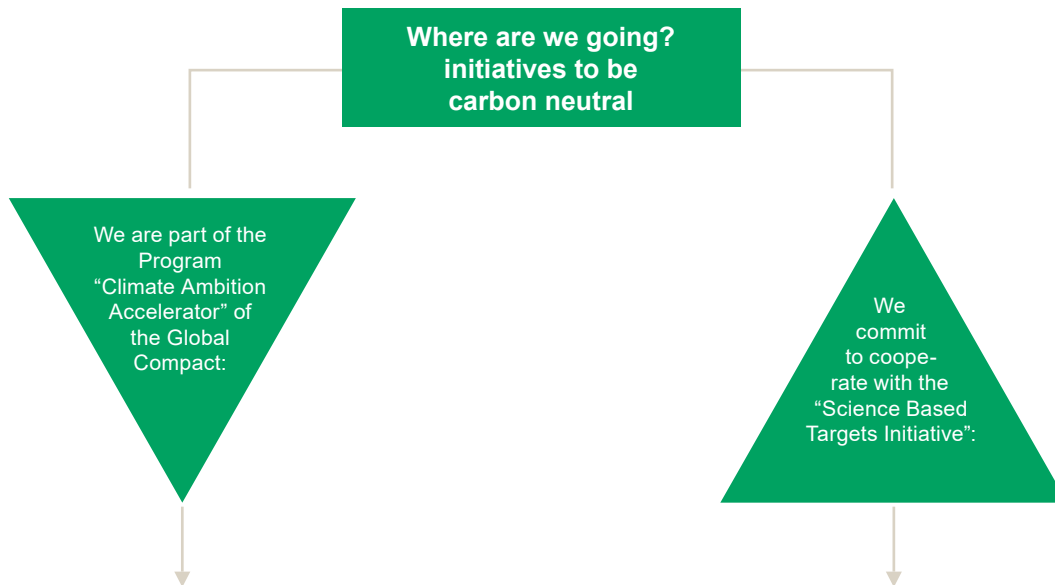 Where are we going?
initiatives to be
carbon neutral
We are part of the
Program
“Climate Ambition
Accelerator” of
the Global
Compact:
We
commit
to coope-
rate with the
“Science Based
Targets Initiative”: